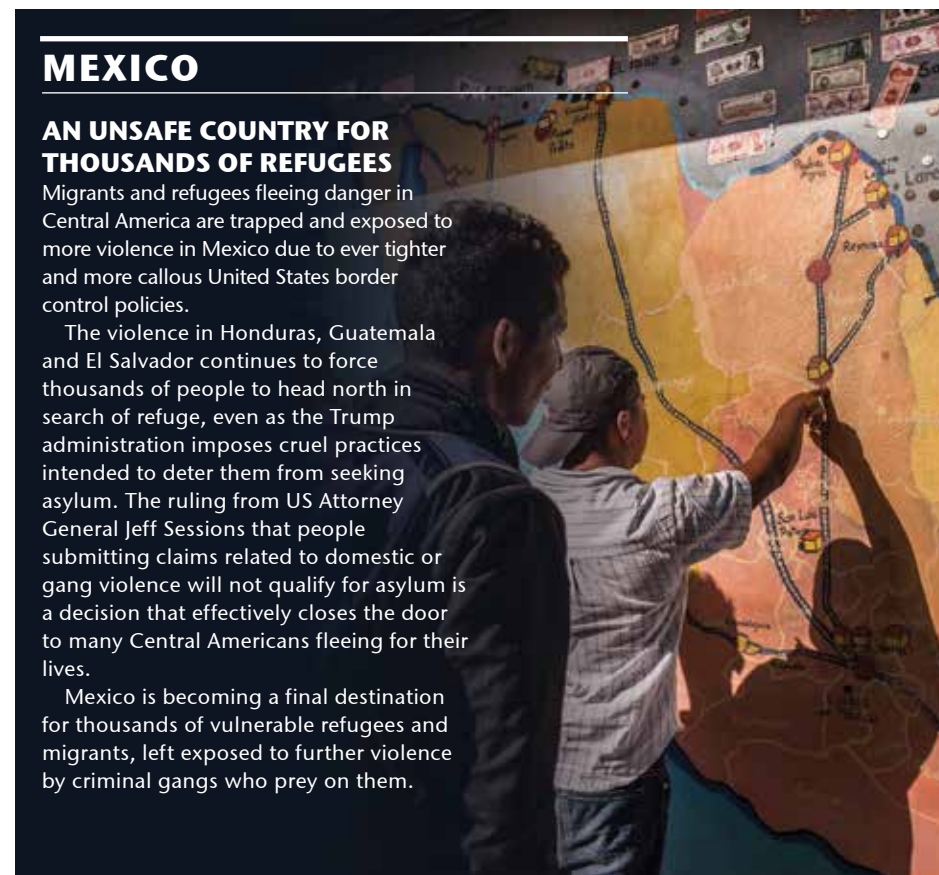 MEXICO
AN UNSAFE COUNTRY FOR
THOUSANDS OF REFUGEES
Migrants and refugees fleeing danger in
Central America are trapped and exposed to
more violence in Mexico due to ever tighter
and more callous United States border
control policies.
The violence in Honduras, Guatemala
and El Salvador continues to force
thousands of people to head north in
search of refuge, even as the Trump
administration imposes cruel practices
intended to deter them from seeking
asylum. The ruling from US Attorney
General Jeff Sessions that people
submitting claims related to domestic or
gang violence will not qualify for asylum is
a decision that effectively closes the door
to many Central Americans fleeing for their
lives.
Mexico is becoming a final destination
for thousands of vulnerable refugees and
migrants, left exposed to further violence
by criminal gangs who prey on them.
Reynosa
San Luis